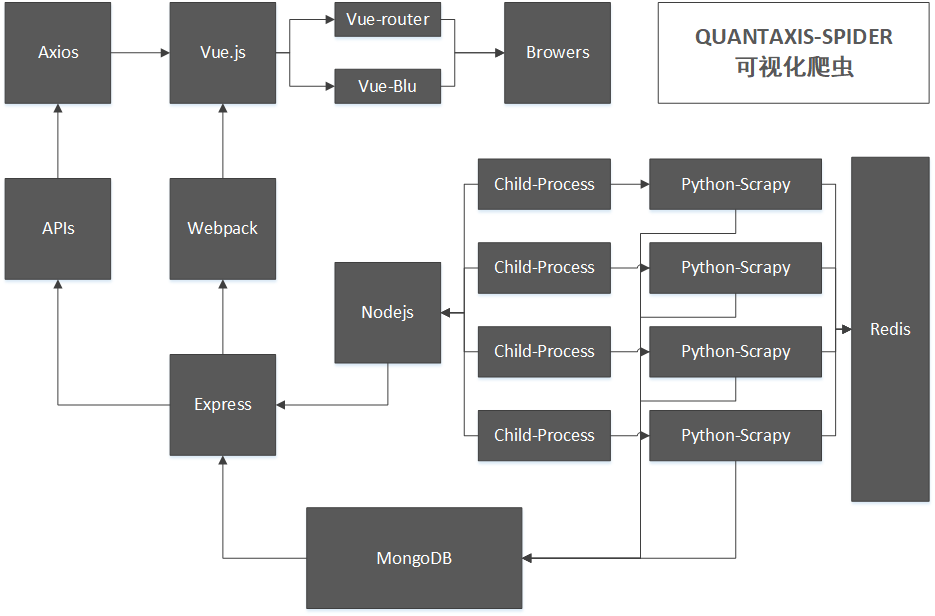 Axios
Vue.js
Vue-router
Vue-Blu
Browers
QUANTAXIS-SPIDER
可视化爬虫
APIs
Webpack
Nodejs
Express
Child-Process
Python-Scrapy
Child-Process
Python-Scrapy
Child-Process
Python-Scrapy
Child-Process
Python-Scrapy
Redis
MongoDB